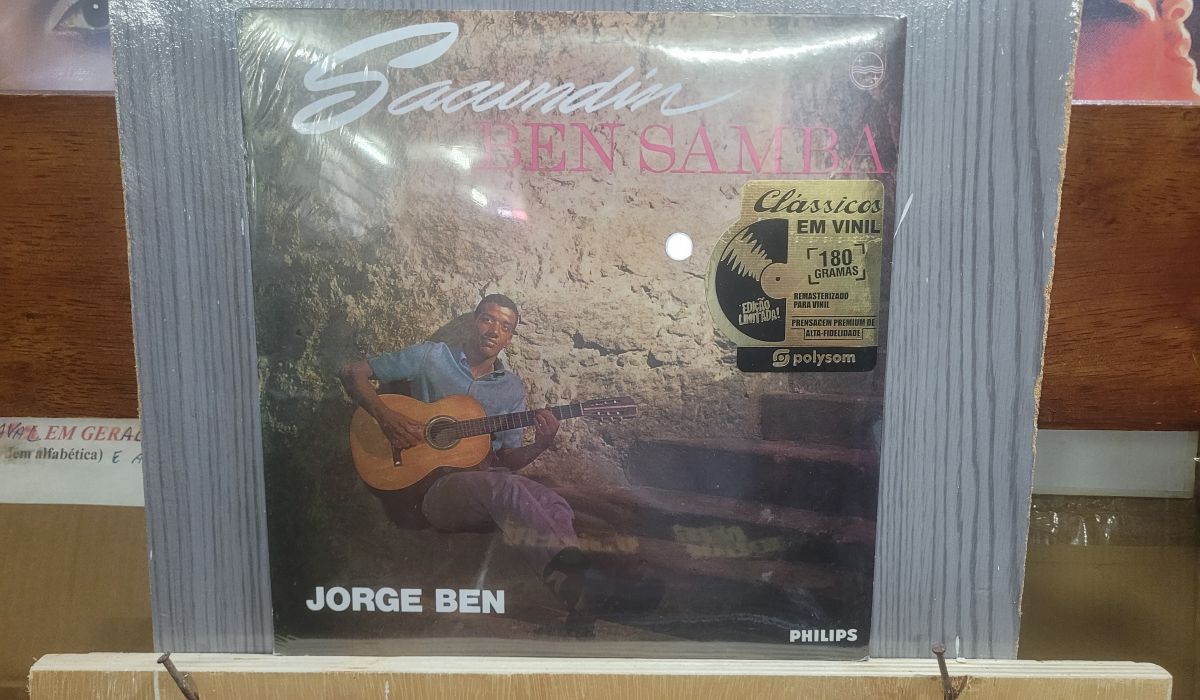 Sacundin
BEN SAMBA
Clássicos
EM VINIL
180
GRAMAS
EDIÇÃO
LIMITADA!
REMASTERIZADO
PARA VINIL
PRENSAGEM PREMIUM DE
ALTA-FIDELIDADE
polysom
EM GERAL
alfabética) E
JORGE BEN
PHILIPS